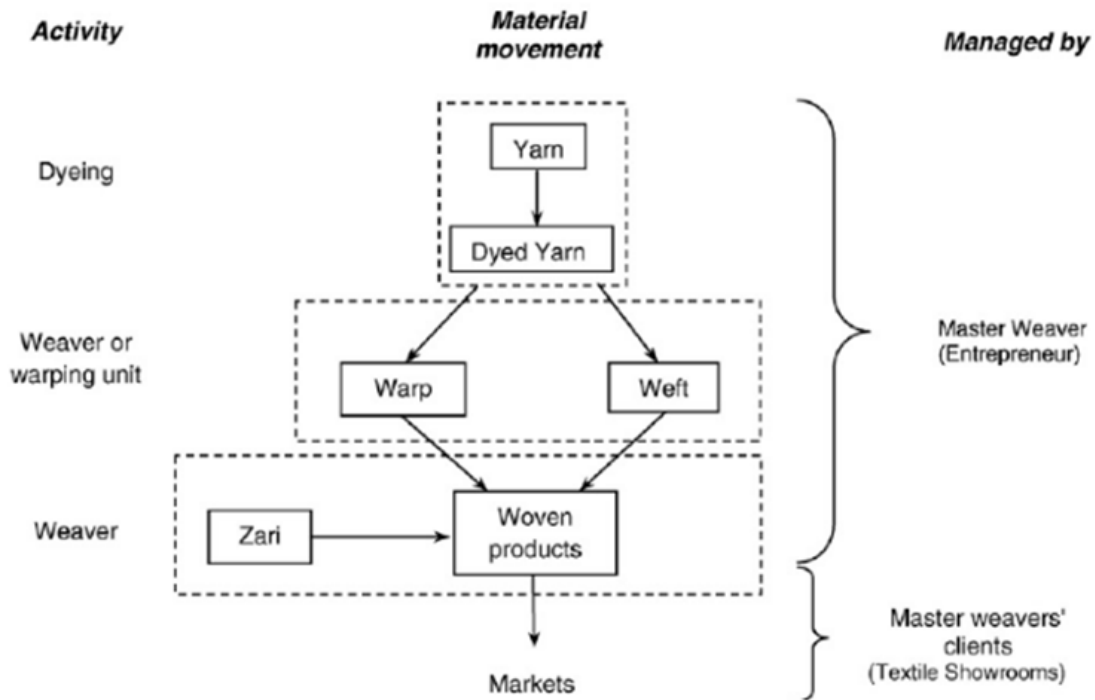 Activity
Material
movement
Managed by
Dyeing
Yarn
Dyed Yarn
Weaver or
warping unit
Warp
Weft
Master Weaver
(Entrepreneur)
Weaver
Zari
Woven
products
Markets
Master weavers'
clients
(Textile Showrooms)